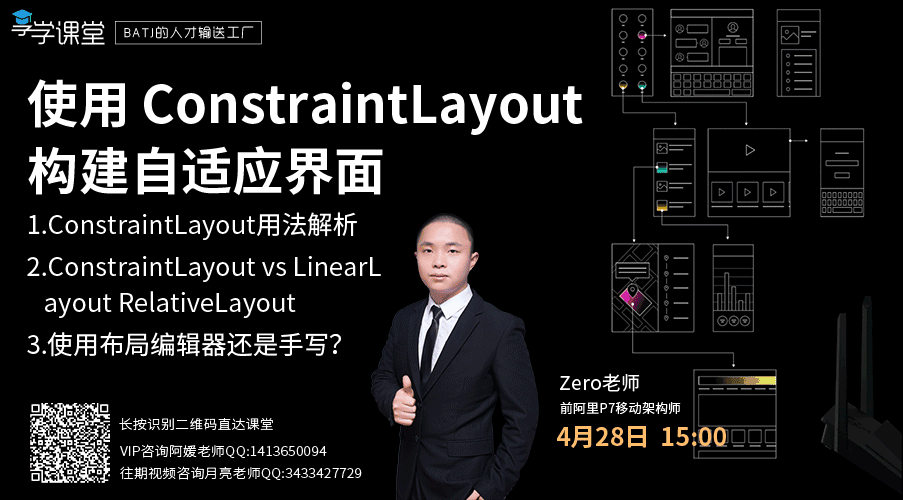 学学课堂
BATJ的人才输送工厂
使用 ConstraintLayout
构建自适应界面
1.ConstraintLayout用法解析
2.ConstraintLayout vs LinearL
ayout RelativeLayout
3.使用布局编辑器还是手写?
长按识别二维码直达课堂
VIP咨询阿媛老师QQ:1413650094
往期视频咨询月亮老师QQ:3433427729
Zero老师
前阿里P7移动架构师
4月28日 15:00